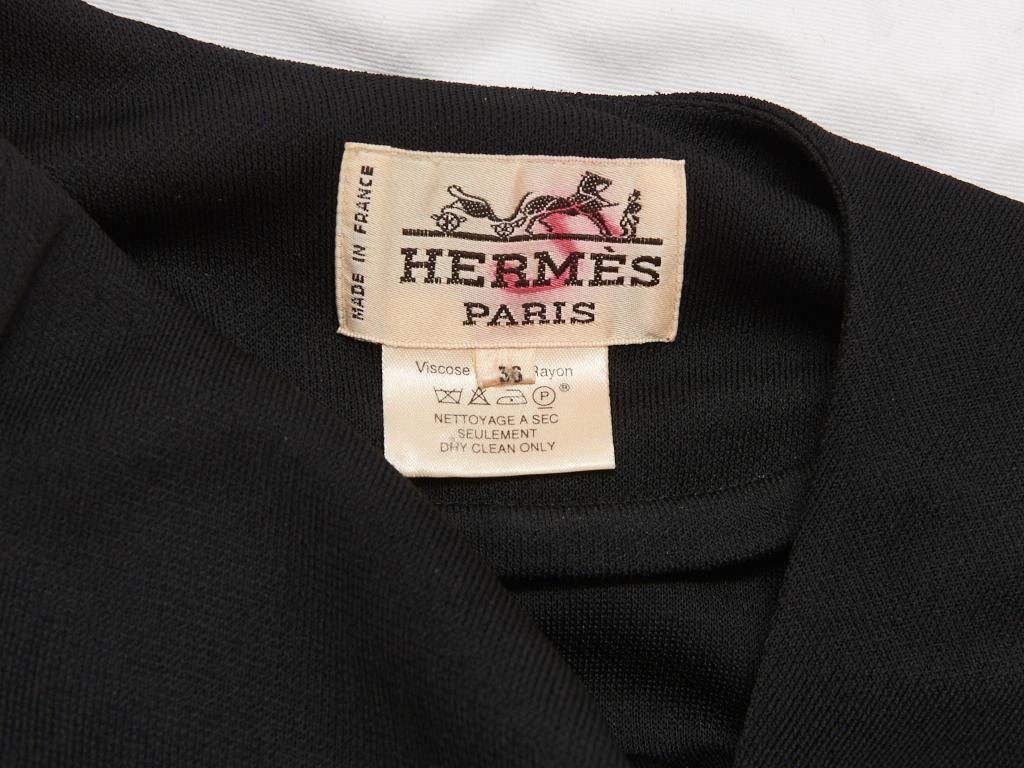 MADE IN FRANCE
HERMÈS
PARIS
Viscose 36 Rayon
P ®
NETTOYAGE A SEC
SEULEMENT
DRY CLEAN ONLY